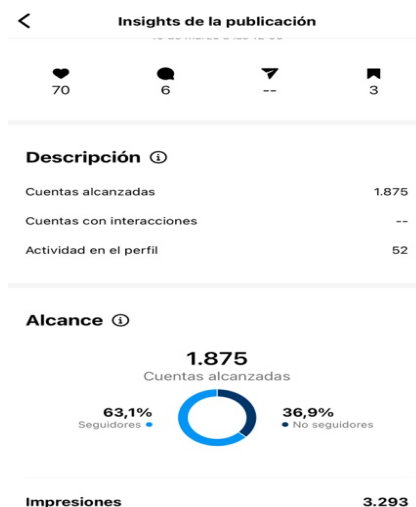 Insights de la publicación
70 6 -- 3
Descripción
Cuentas alcanzadas 1.875
Cuentas con interacciones --
Actividad en el perfil 52
Alcance
1.875
Cuentas alcanzadas
63,1% 36,9%
Seguidores No seguidores
Impresiones 3.293